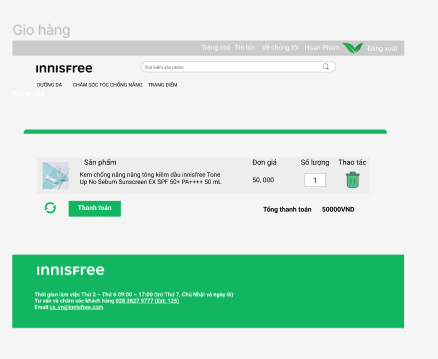 Gio hàng
Trang chủ Tin tức Về chúng tôi Hoan Pham Đăng xuất
innisfree
Tìm kiếm sản phẩm
DƯỠNG DA CHĂM SÓC TÓC CHỐNG NẮNG TRANG ĐIỂM
Sản phẩm Đơn giá Số lượng Thao tác
Kem chống nắng nâng tông kiềm dầu innisfree Tone
Up No Sebum Sunscreen EX SPF 50+ PA++++ 50 mL
50, 000 1
Thanh toán Tổng thanh toán 50000VND
innisfree
Thời gian làm việc Thứ 2 ~ Thứ 6 09:00 ~ 17:00 (trừ Thứ 7, Chủ Nhật và ngày lễ)
Tư vấn và chăm sóc khách hàng 028 3827 9777 (Ext: 125)
Email cs_vn@innisfree.com